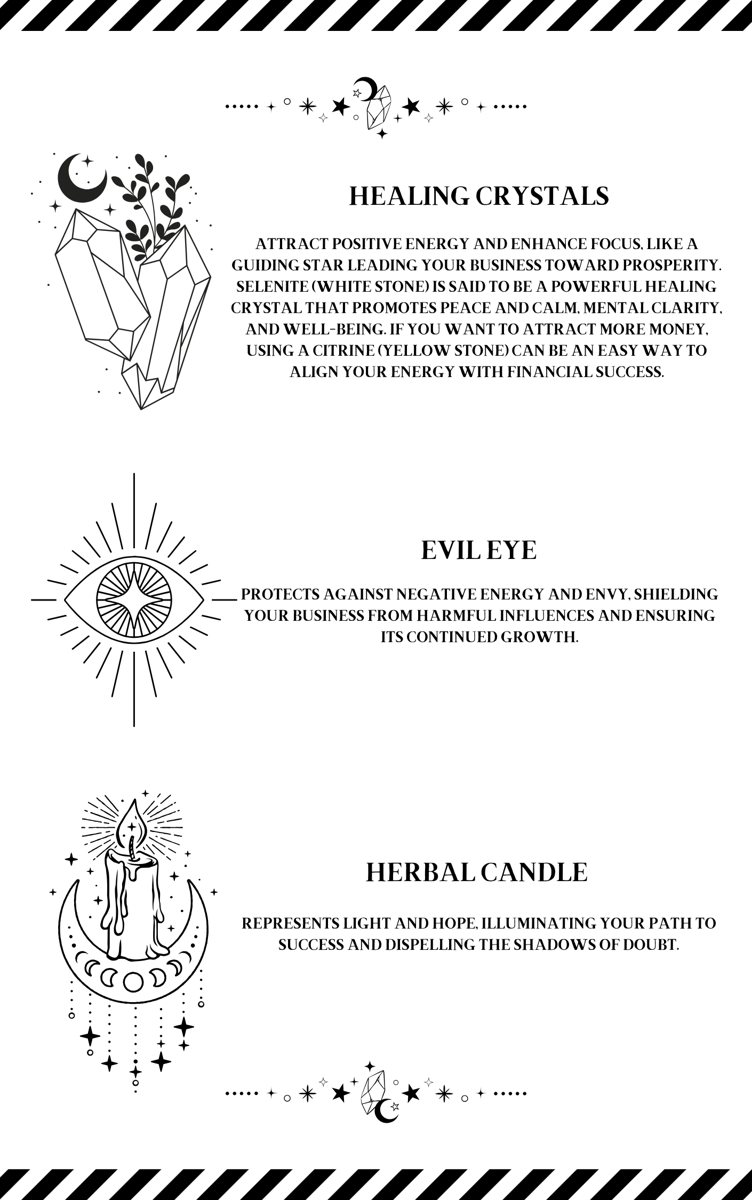 HEALING CRYSTALS
ATTRACT POSITIVE ENERGY AND ENHANCE FOCUS, LIKE A
GUIDING STAR LEADING YOUR BUSINESS TOWARD PROSPERITY.
SELENITE (WHITE STONE) IS SAID TO BE A POWERFUL HEALING
CRYSTAL THAT PROMOTES PEACE AND CALM, MENTAL CLARITY,
AND WELL-BEING. IF YOU WANT TO ATTRACT MORE MONEY,
USING A CITRINE (YELLOW STONE) CAN BE AN EASY WAY TO
ALIGN YOUR ENERGY WITH FINANCIAL SUCCESS.
EVIL EYE
PROTECTS AGAINST NEGATIVE ENERGY AND ENVY, SHIELDING
YOUR BUSINESS FROM HARMFUL INFLUENCES AND ENSURING
ITS CONTINUED GROWTH.
HERBAL CANDLE
REPRESENTS LIGHT AND HOPE, ILLUMINATING YOUR PATH TO
SUCCESS AND DISPELLING THE SHADOWS OF DOUBT.